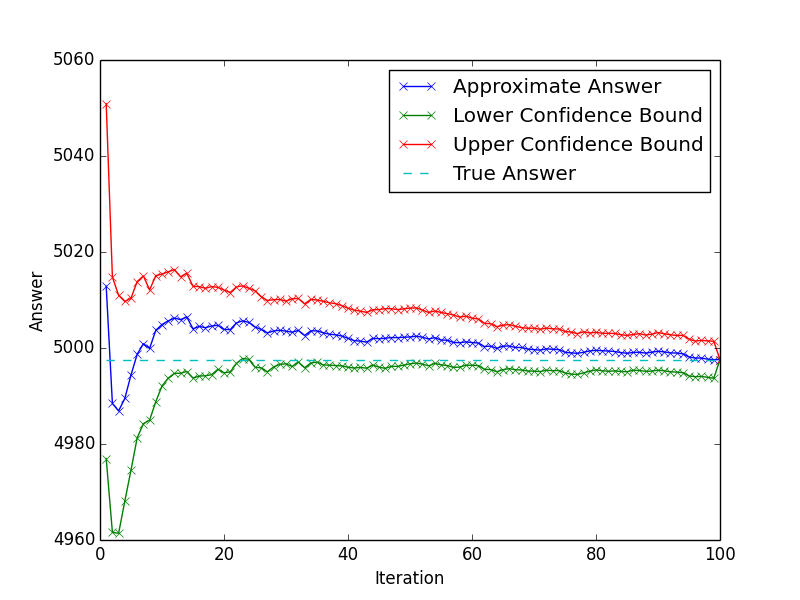 5060
5040
5020
5000
4980
4960
Answer
0
20
40
60
80
100
Iteration
Approximate Answer
Lower Confidence Bound
Upper Confidence Bound
True Answer